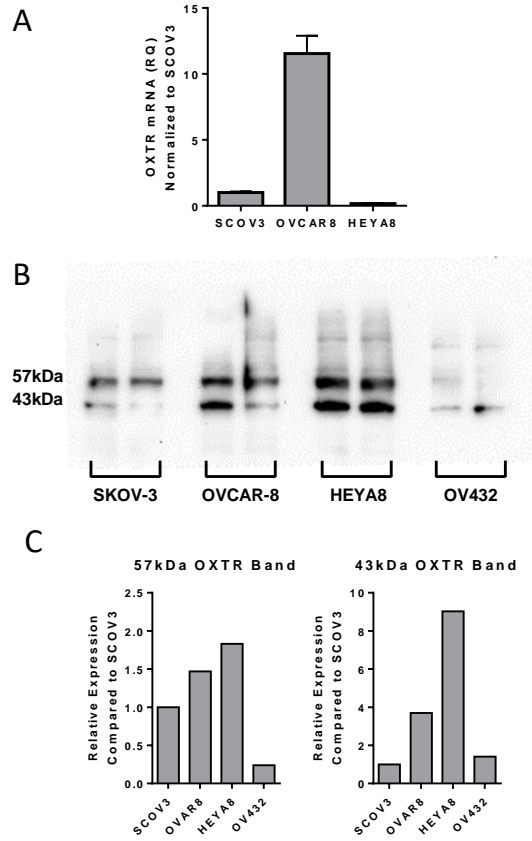 A
OXTR mRNA (RQ)
Normalized to SCOV3
15
10
5
0
SCOV3 OVCAR8 HEYA8
B
57kDa
43kDa
SKOV-3 OVCAR-8 HEYA8 OV432
C
57kDa OXTR Band
Relative Expression
Compared to SCOV3
2.5
2.0
1.5
1.0
0.5
0.0
SCOV3 OVAR8 HEYA8 OV432
43kDa OXTR Band
Relative Expression
Compared to SCOV3
10
8
6
4
2
0
SCOV3 OVAR8 HEYA8 OV432